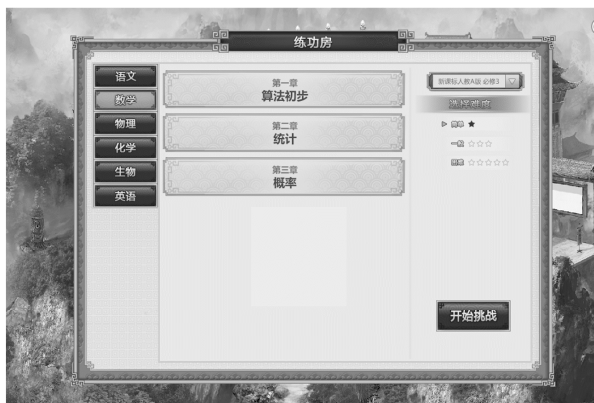 练功房
语文
数学
物理
化学
生物
英语
第一章
算法初步
第二章
统计
第三章
概率
新课标人教A版 必修3
选择难度
简单
一般
困难
开始挑战